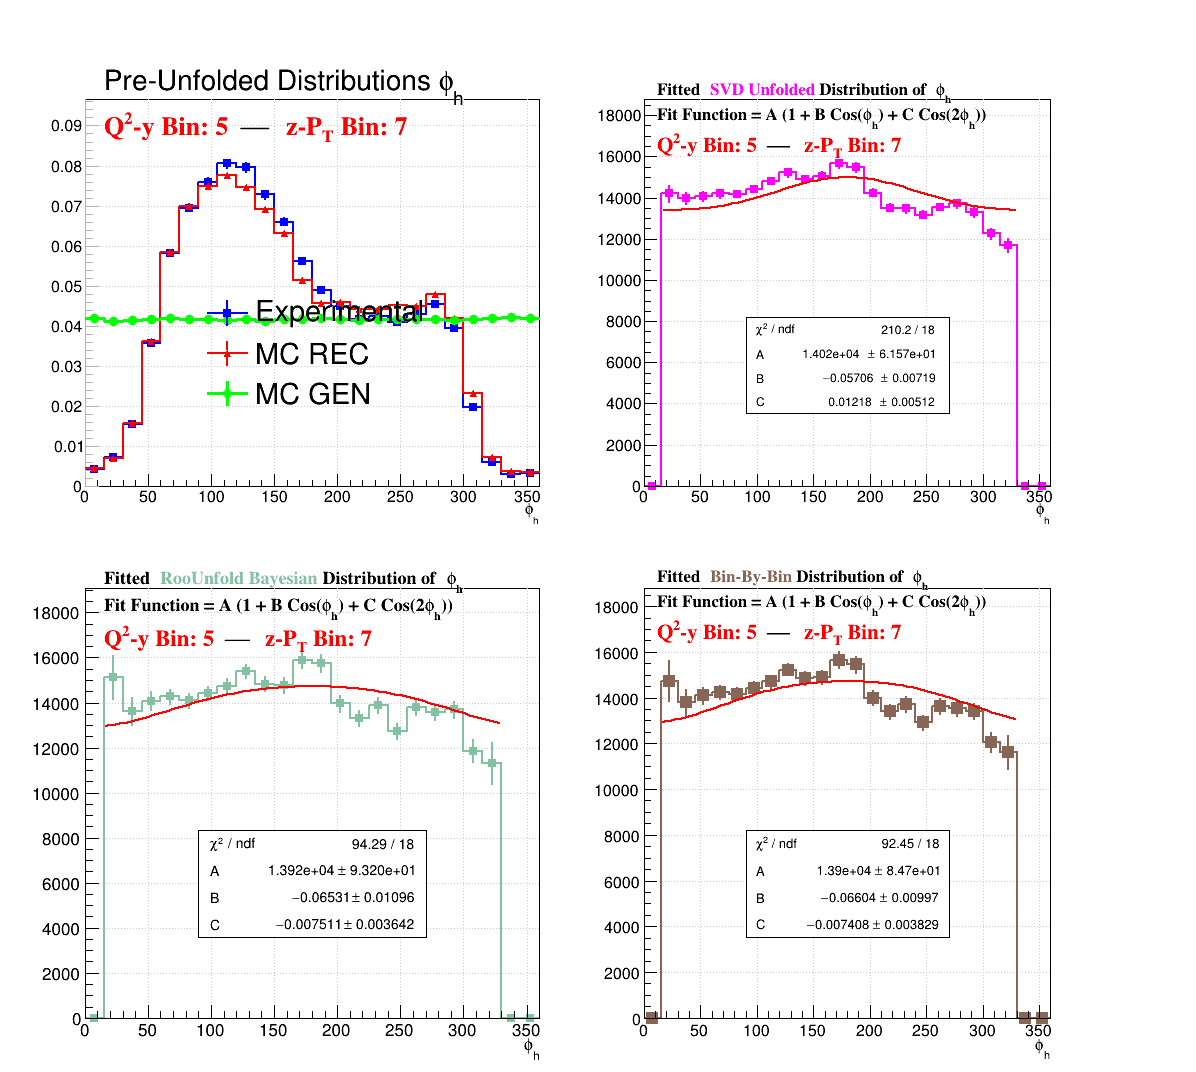 Pre-Unfolded Distributions ϕh
Q²-y Bin: 5 — z-PT Bin: 7
0.09
0.08
0.07
0.06
0.05
0.04
0.03
0.02
0.01
0
Experimental
MC REC
MC GEN
0 50 100 150 200 250 300 350
ϕh
Fitted SVD Unfolded Distribution of ϕh
Fit Function = A (1 + B Cos(ϕh) + C Cos(2ϕh))
Q²-y Bin: 5 — z-PT Bin: 7
18000
16000
14000
12000
10000
8000
6000
4000
2000
0
χ² / ndf 210.2 / 18
A 1.402e+04 ± 6.157e+01
B −0.05706 ± 0.00719
C 0.01218 ± 0.00512
0 50 100 150 200 250 300 350
ϕh
Fitted RooUnfold Bayesian Distribution of ϕh
Fit Function = A (1 + B Cos(ϕh) + C Cos(2ϕh))
Q²-y Bin: 5 — z-PT Bin: 7
18000
16000
14000
12000
10000
8000
6000
4000
2000
0
χ² / ndf 94.29 / 18
A 1.392e+04 ± 9.320e+01
B −0.06531 ± 0.01096
C −0.007511 ± 0.003642
0 50 100 150 200 250 300 350
ϕh
Fitted Bin-By-Bin Distribution of ϕh
Fit Function = A (1 + B Cos(ϕh) + C Cos(2ϕh))
Q²-y Bin: 5 — z-PT Bin: 7
18000
16000
14000
12000
10000
8000
6000
4000
2000
0
χ² / ndf 92.45 / 18
A 1.39e+04 ± 8.47e+01
B −0.06604 ± 0.00997
C −0.007408 ± 0.003829
0 50 100 150 200 250 300 350
ϕh